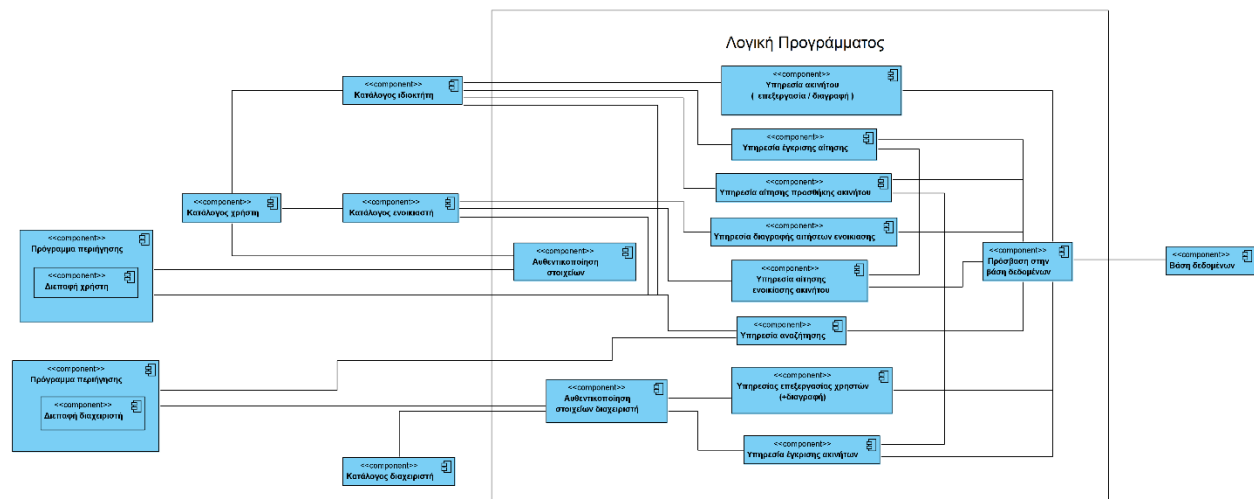 Λογική Προγράμματος
<<component>>
Κατάλογος ιδιοκτήτη
<<component>>
Υπηρεσία ακινήτου
( επεξεργασία / διαγραφή )
<<component>>
Υπηρεσία έγκρισης αίτησης
<<component>>
Υπηρεσία αίτησης προσθήκης ακινήτου
<<component>>
Κατάλογος χρήστη
<<component>>
Κατάλογος ενοικιαστή
<<component>>
Υπηρεσία διαγραφής αιτήσεων ενοικιασης
<<component>>
Πρόγραμμα περιήγησης
<<component>>
Διεπαφή χρήστη
<<component>>
Αυθεντικοποίηση
στοιχείων
<<component>>
Υπηρεσία αίτησης
ενοικίασης ακινήτου
<<component>>
Πρόσβαση στην
βάση δεδομένων
<<component>>
Βάση δεδομένων
<<component>>
Υπηρεσία αναζήτησης
<<component>>
Πρόγραμμα περιήγησης
<<component>>
Διεπαφή διαχειριστή
<<component>>
Αυθεντικοποίηση
στοιχείων διαχειριστή
<<component>>
Υπηρεσίας επεξεργασίας χρηστών
(+διαγραφή)
<<component>>
Υπηρεσία έγκρισης ακινήτων
<<component>>
Κατάλογος διαχειριστή